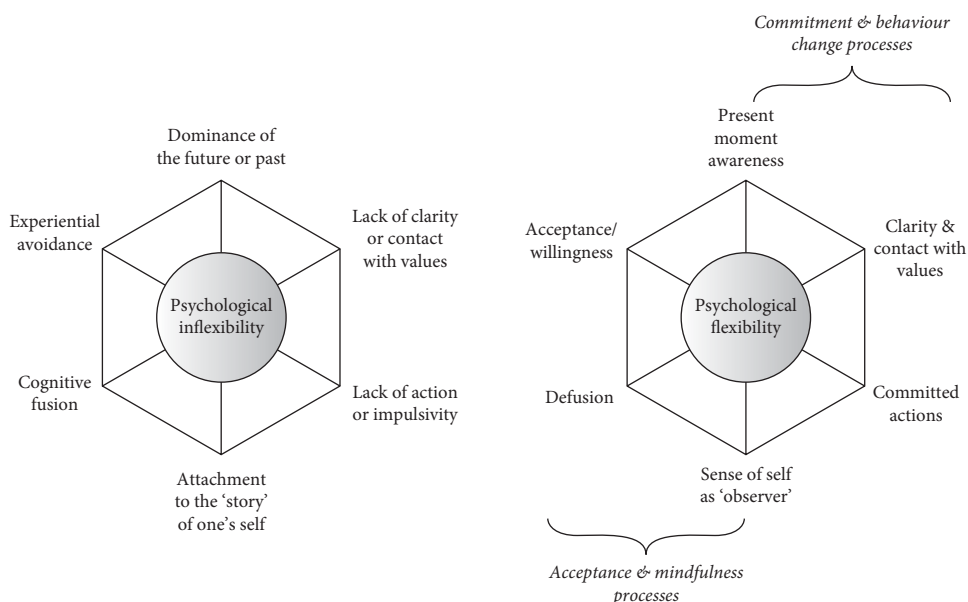 Commitment & behaviour
change processes
Dominance of
the future or past
Experiential
avoidance
Lack of clarity
or contact
with values
Psychological
inflexibility
Cognitive
fusion
Lack of action
or impulsivity
Attachment
to the ‘story’
of one’s self
Present
moment
awareness
Acceptance/
willingness
Clarity &
contact with
values
Psychological
flexibility
Defusion
Committed
actions
Sense of self
as ‘observer’
Acceptance & mindfulness
processes